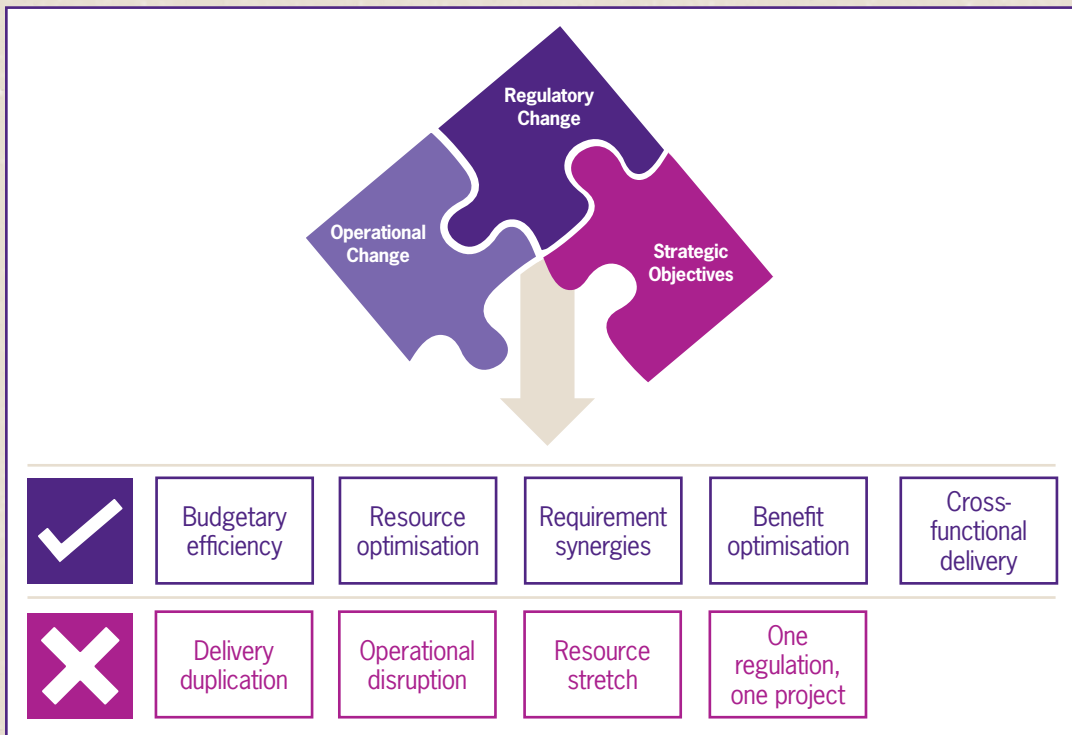 Regulatory
Change
Operational
Change
Strategic
Objectives
Budgetary
efficiency
Resource
optimisation
Requirement
synergies
Benefit
optimisation
Cross-
functional
delivery
Delivery
duplication
Operational
disruption
Resource
stretch
One
regulation,
one project